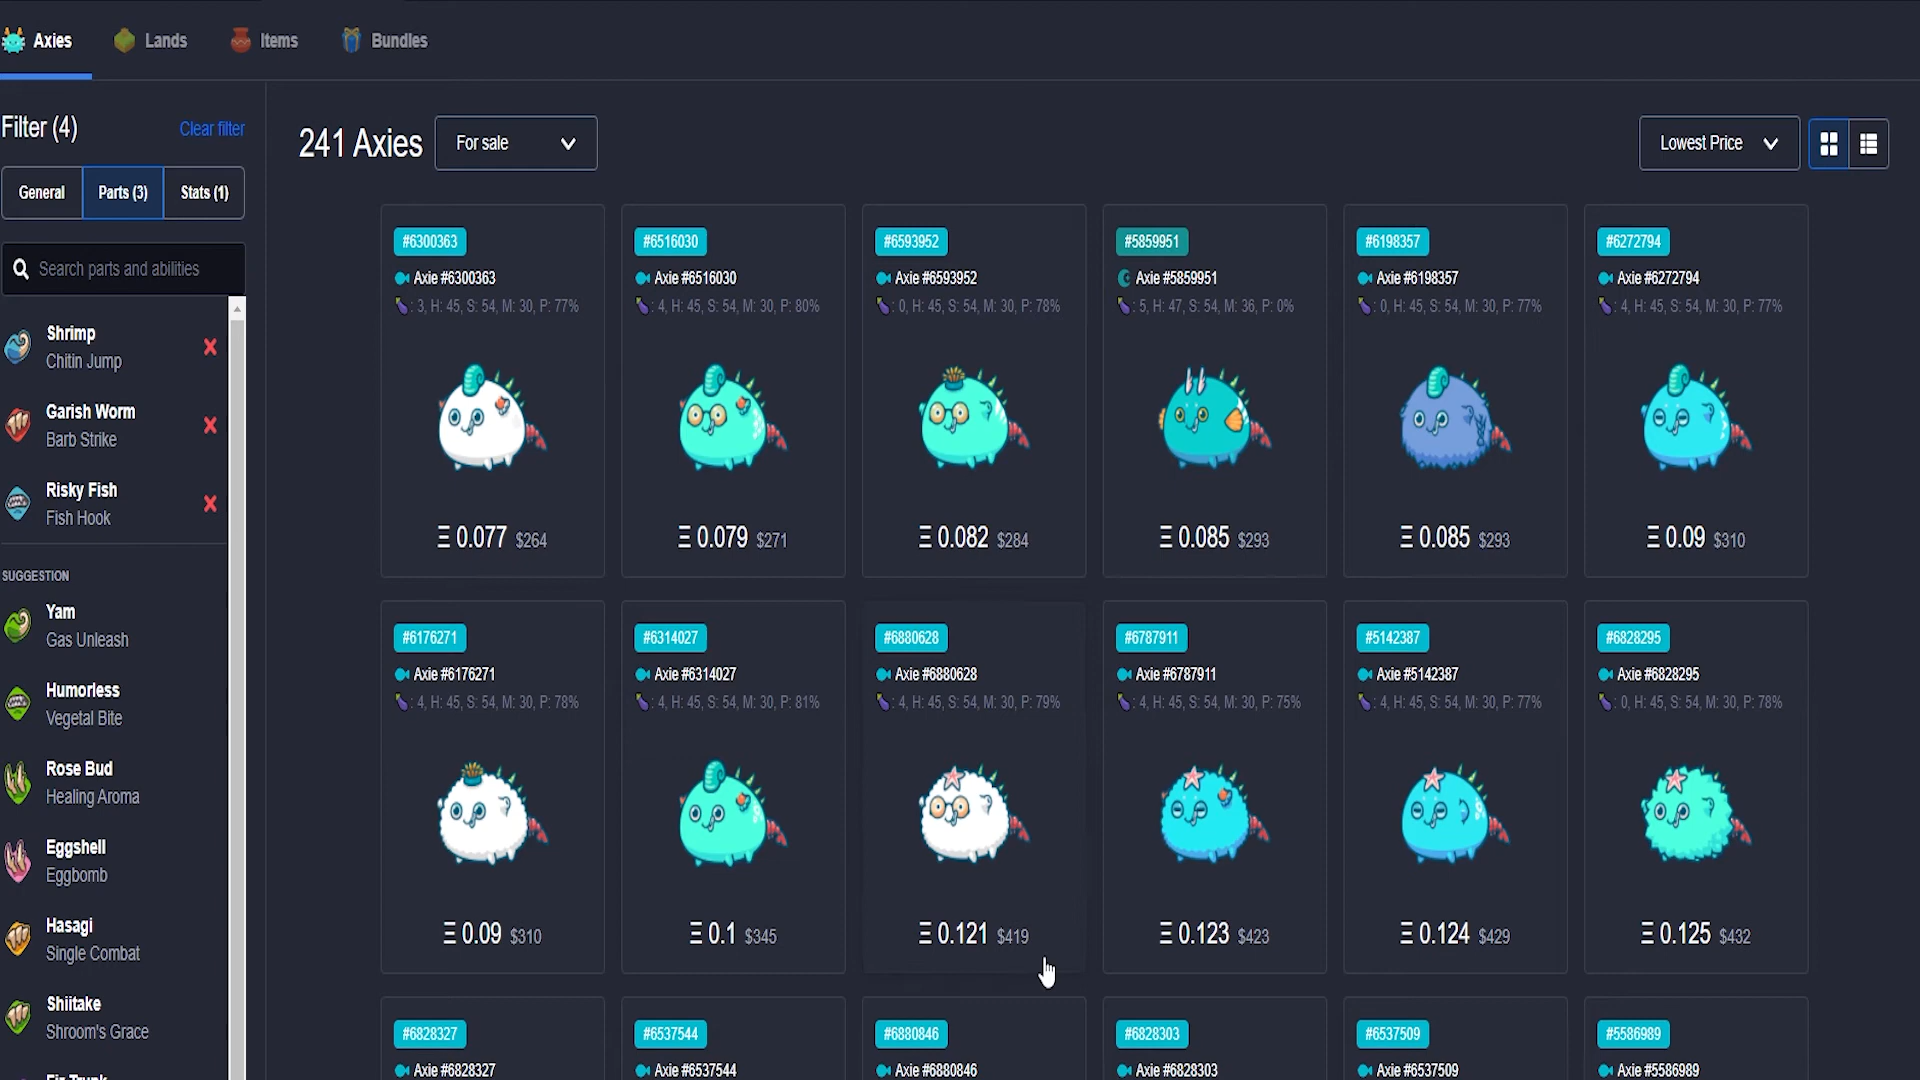 Axies Lands Items Bundles
Filter (4) Clear filter
General Parts (3) Stats (1)
Search parts and abilities
Shrimp
Chitin Jump
Garish Worm
Barb Strike
Risky Fish
Fish Hook
SUGGESTION
Yam
Gas Unleash
Humorless
Vegetal Bite
Rose Bud
Healing Aroma
Eggshell
Eggbomb
Hasagi
Single Combat
Shiitake
Shroom's Grace
241 Axies For sale Lowest Price
#6300363 #6516030 #6593952 #5859951 #6198357 #6272794
Axie #6300363 Axie #6516030 Axie #6593952 Axie #5859951 Axie #6198357 Axie #6272794
: 3, H: 45, S: 54, M: 30, P: 77% : 4, H: 45, S: 54, M: 30, P: 80% : 0, H: 45, S: 54, M: 30, P: 78% : 5, H: 47, S: 54, M: 36, P: 0% : 0, H: 45, S: 54, M: 30, P: 77% : 4, H: 45, S: 54, M: 30, P: 77%
Ξ 0.077 $264 Ξ 0.079 $271 Ξ 0.082 $284 Ξ 0.085 $293 Ξ 0.085 $293 Ξ 0.09 $310
#6176271 #6314027 #6880628 #6787911 #5142387 #6828295
Axie #6176271 Axie #6314027 Axie #6880628 Axie #6787911 Axie #5142387 Axie #6828295
: 4, H: 45, S: 54, M: 30, P: 78% : 4, H: 45, S: 54, M: 30, P: 81% : 4, H: 45, S: 54, M: 30, P: 79% : 4, H: 45, S: 54, M: 30, P: 75% : 4, H: 45, S: 54, M: 30, P: 77% : 0, H: 45, S: 54, M: 30, P: 78%
Ξ 0.09 $310 Ξ 0.1 $345 Ξ 0.121 $419 Ξ 0.123 $423 Ξ 0.124 $429 Ξ 0.125 $432
#6828327 #6537544 #6880846 #6828303 #6537509 #5586989
Axie #6828327 Axie #6537544 Axie #6880846 Axie #6828303 Axie #6537509 Axie #5586989